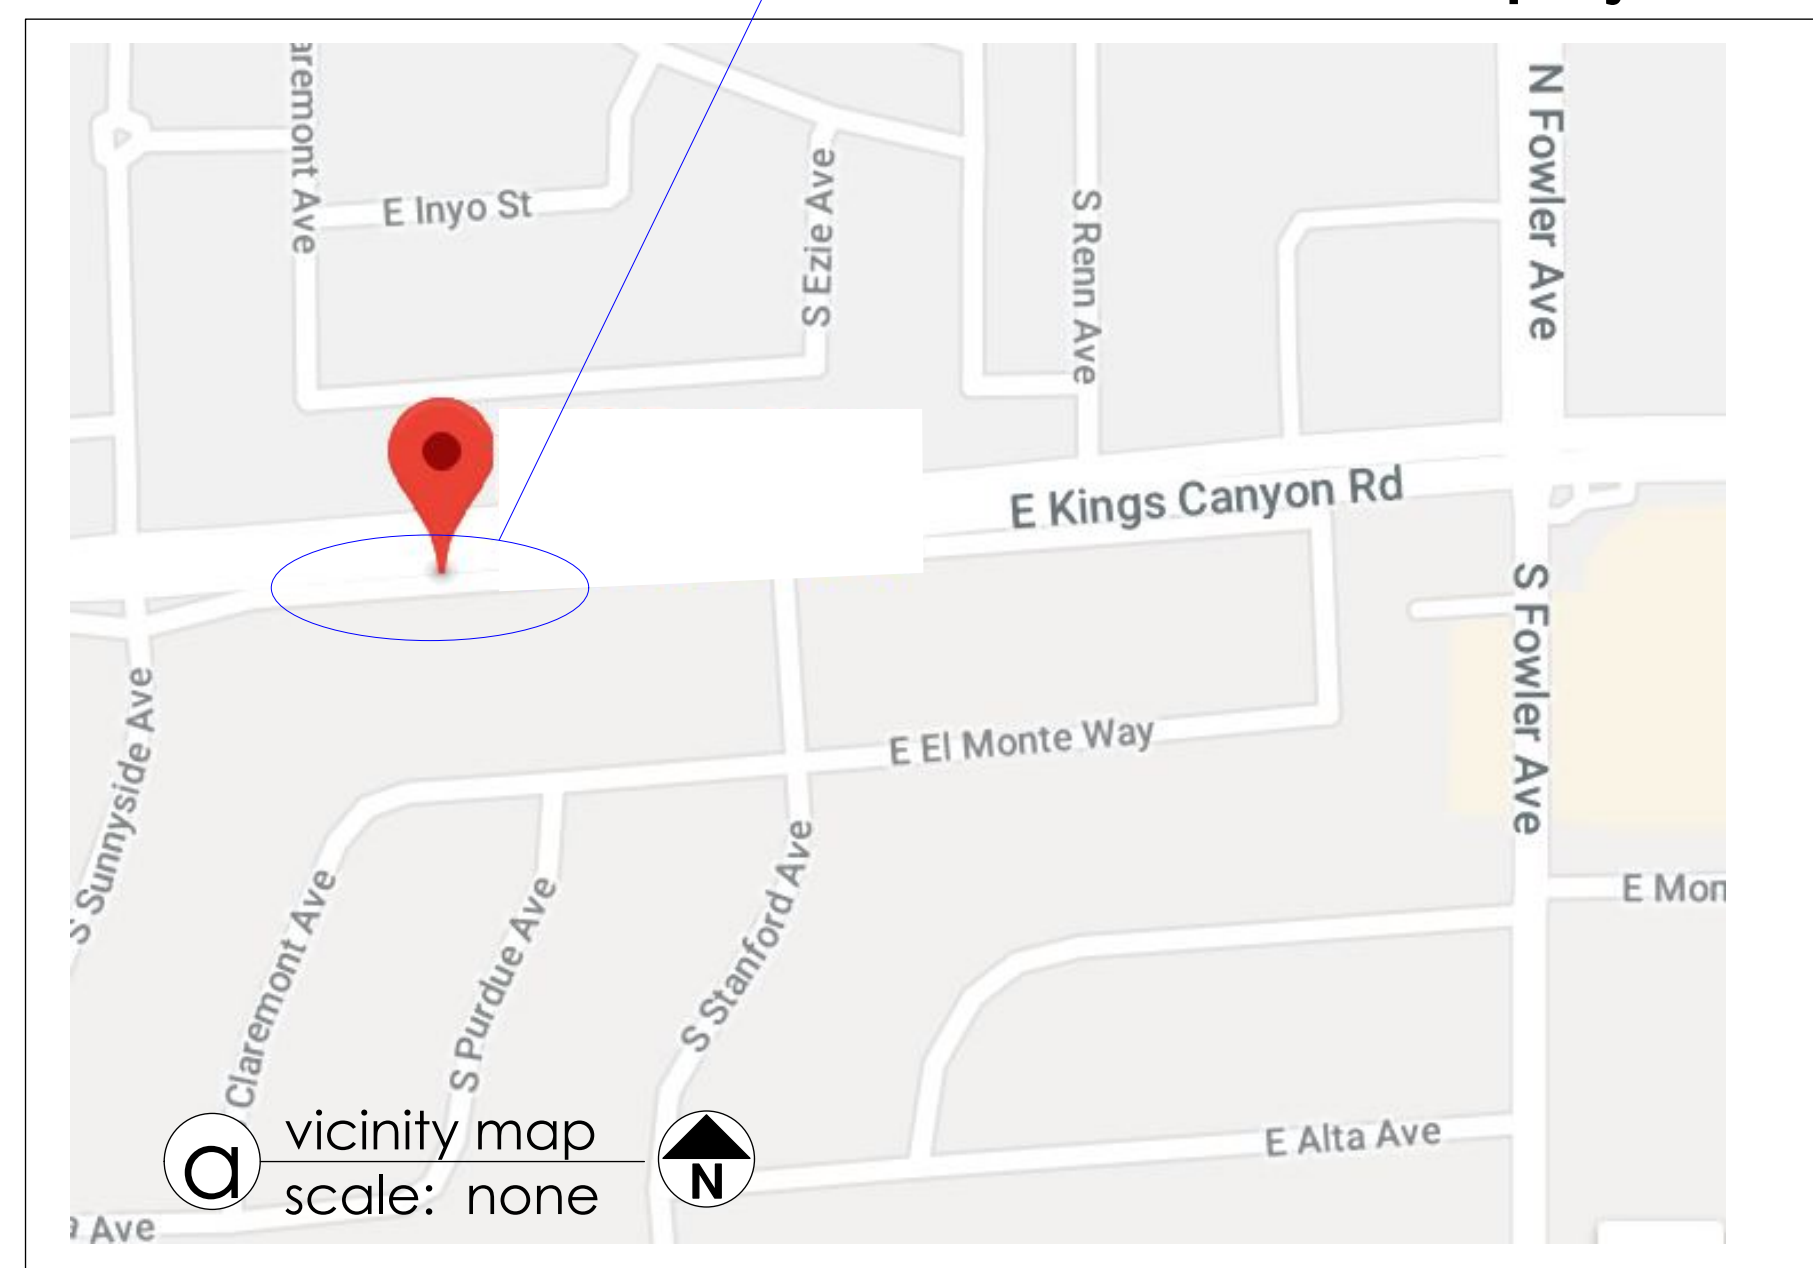 aremont Ave
E Inyo St
S Ezie Ave
S Renn Ave
N Fowler Ave
E Kings Canyon Rd
S Fowler Ave
S Sunnyside Ave
E El Monte Way
Claremont Ave
S Purdue Ave
S Stanford Ave
E Mon
E Alta Ave
a
vicinity map
scale: none
N
Ave